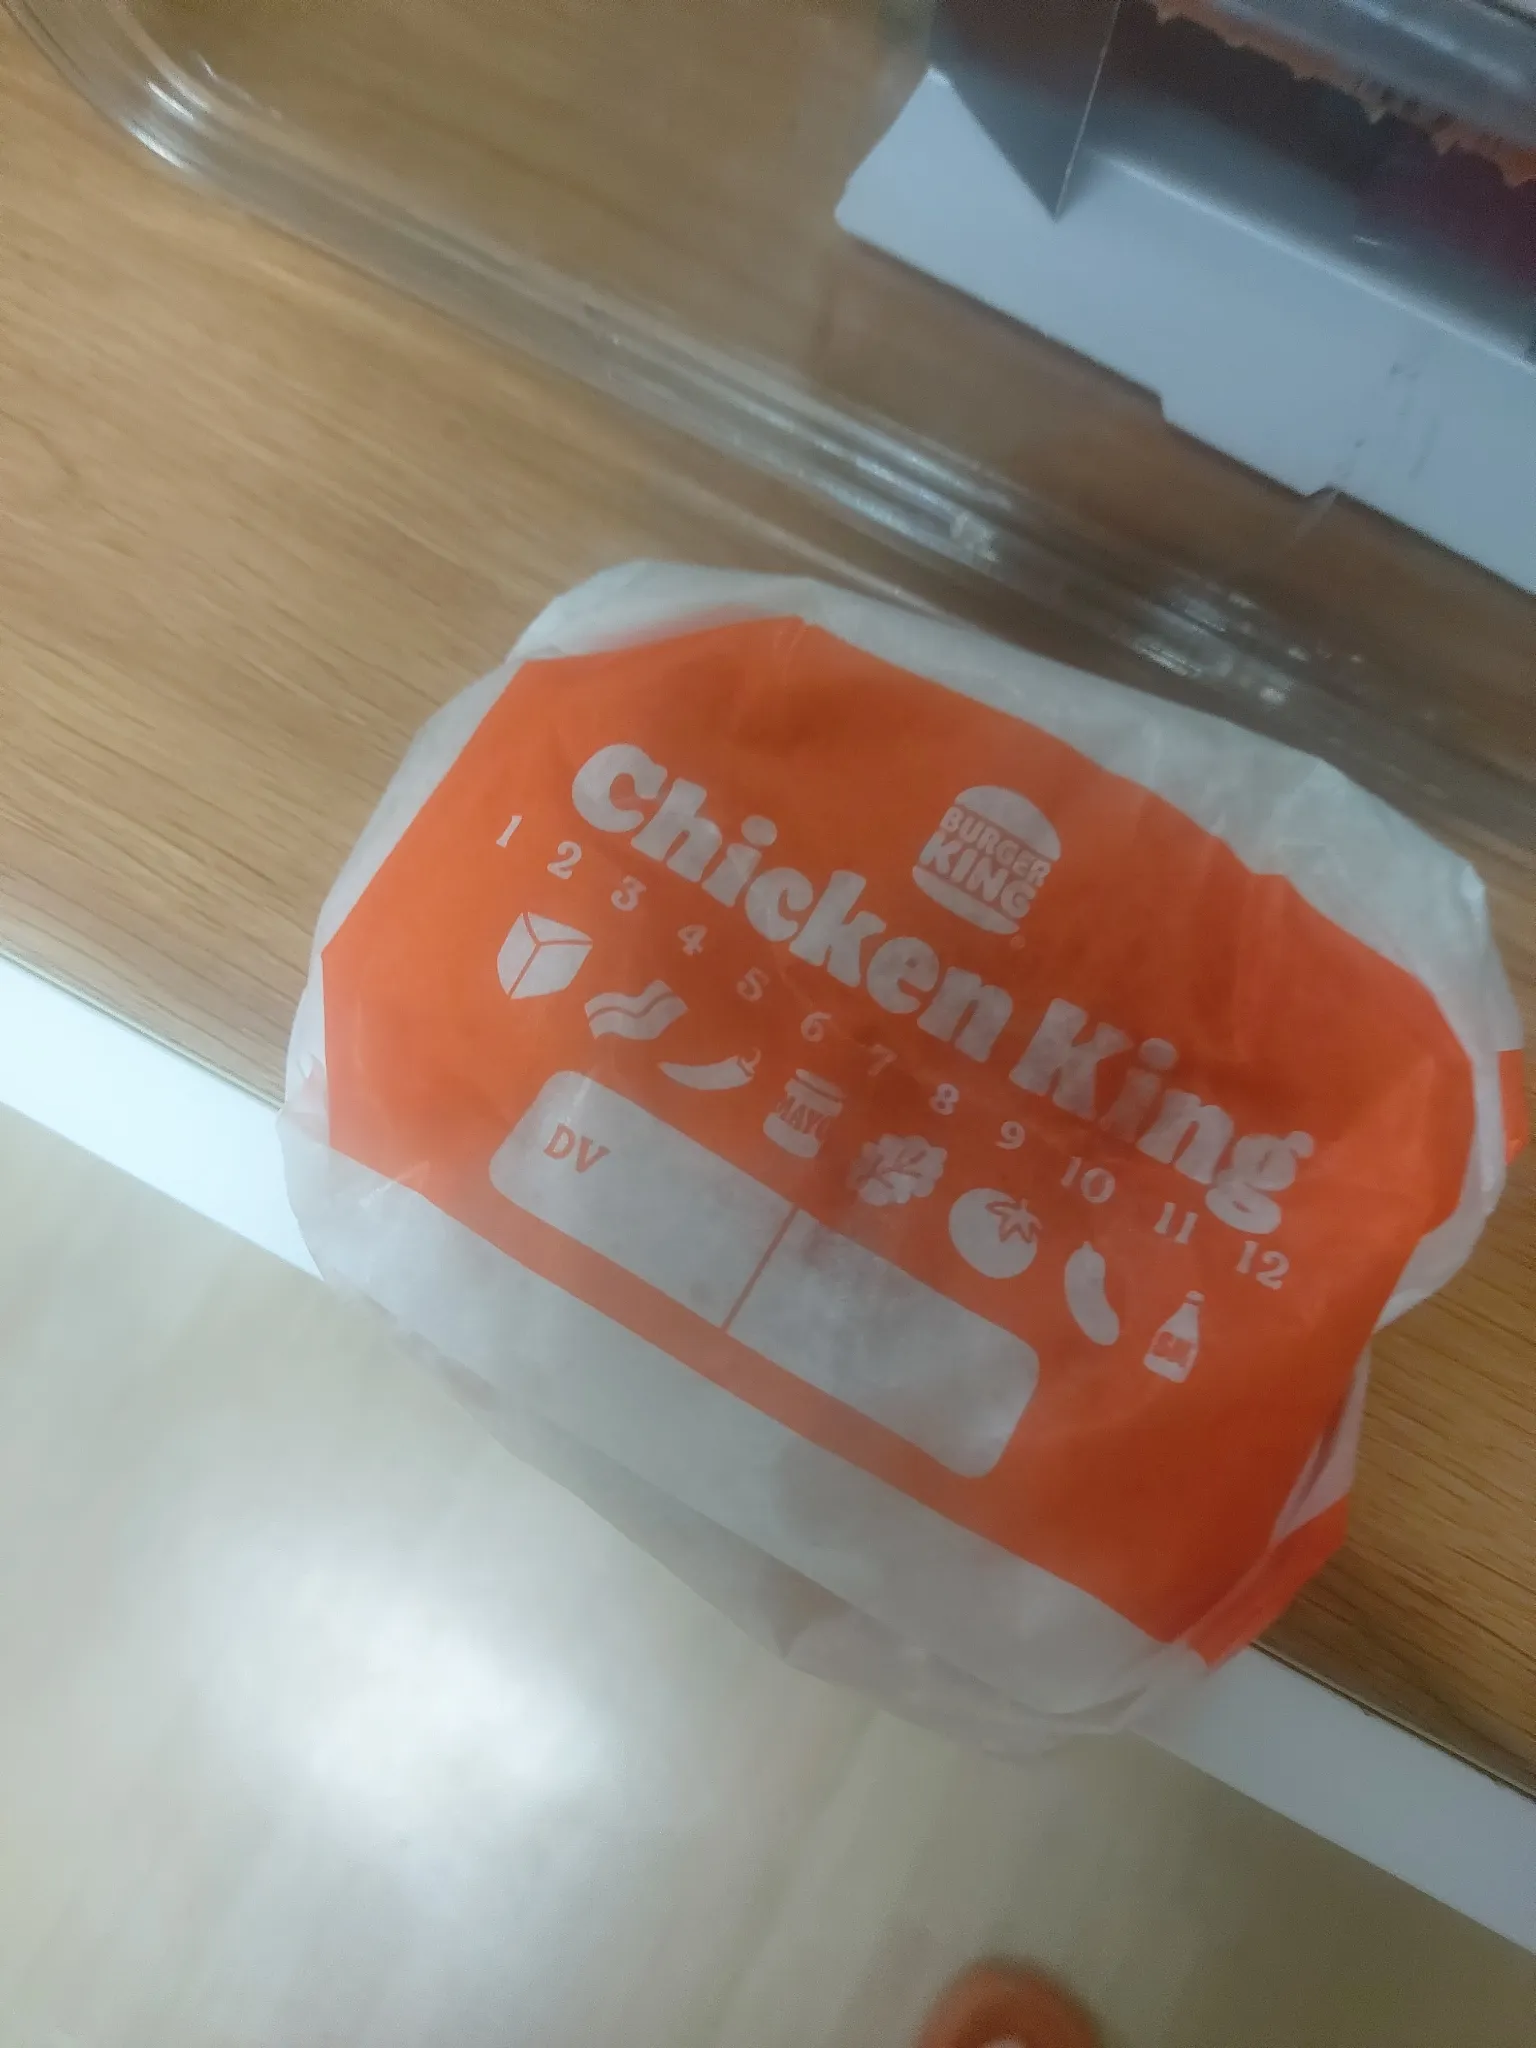 BURGER
KING
Chicken King
1 2 3 4 5 6 7 8 9 10 11 12
MAYO
DV